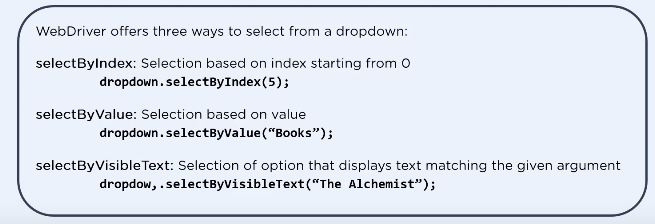 WebDriver offers three ways to select from a dropdown:
selectByIndex: Selection based on index starting from 0
dropdown.selectByIndex(5);
selectByValue: Selection based on value
dropdown.selectByValue(“Books”);
selectByVisibleText: Selection of option that displays text matching the given argument
dropdow,.selectByVisibleText(“The Alchemist”);